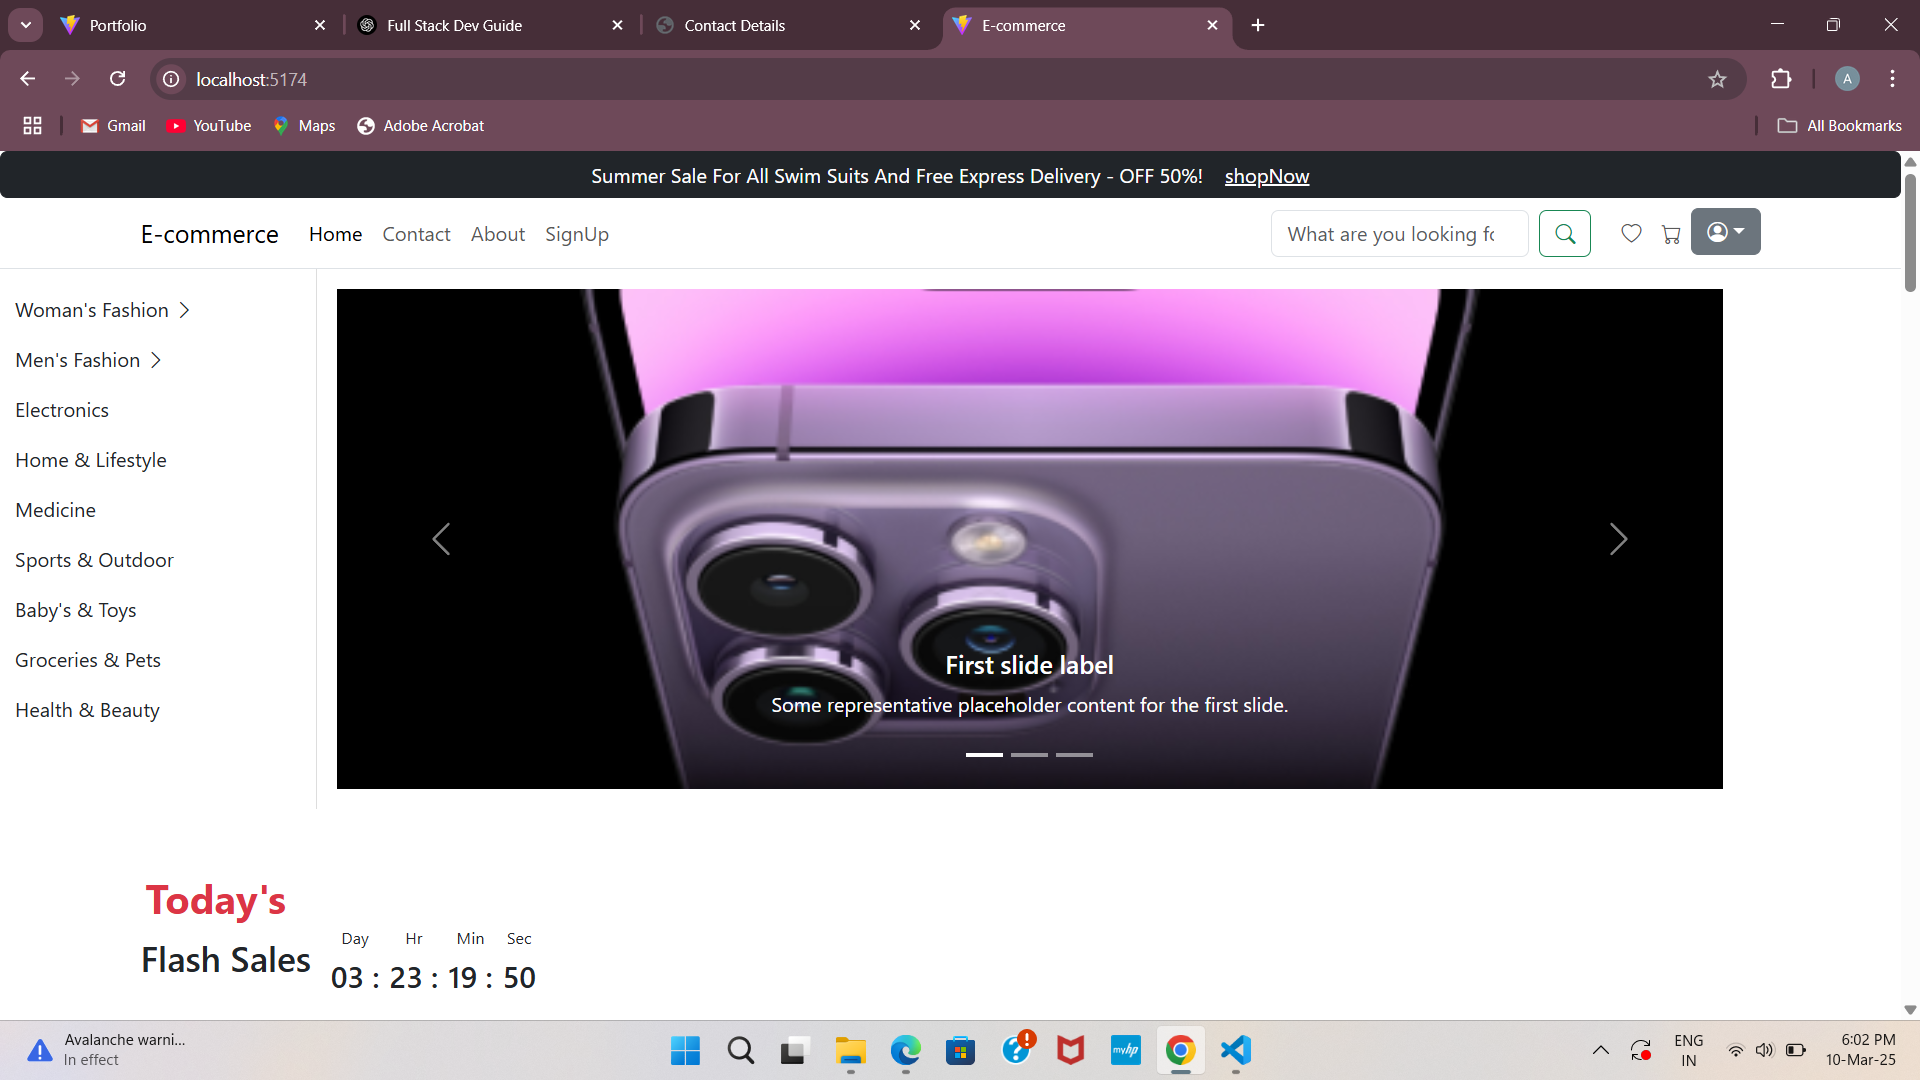 Portfolio
Full Stack Dev Guide
Contact Details
E-commerce
localhost:5174
A
Gmail
YouTube
Maps
Adobe Acrobat
All Bookmarks
Summer Sale For All Swim Suits And Free Express Delivery - OFF 50%! shopNow
E-commerce
Home
Contact
About
SignUp
What are you looking fo
Woman's Fashion
Men's Fashion
Electronics
Home & Lifestyle
Medicine
Sports & Outdoor
Baby's & Toys
Groceries & Pets
Health & Beauty
First slide label
Some representative placeholder content for the first slide.
Today's
Flash Sales
Day Hr Min Sec
03 : 23 : 19 : 50
Avalanche warni...
In effect
myhp
ENG
IN
6:02 PM
10-Mar-25